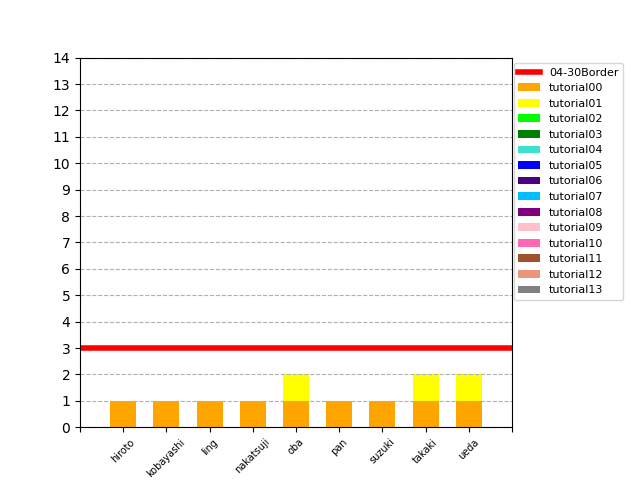 14
13
12
11
10
9
8
7
6
5
4
3
2
1
0
hiroto
kobayashi
ling
nakatsuji
oba
pan
suzuki
takaki
ueda
04-30Border
tutorial00
tutorial01
tutorial02
tutorial03
tutorial04
tutorial05
tutorial06
tutorial07
tutorial08
tutorial09
tutorial10
tutorial11
tutorial12
tutorial13